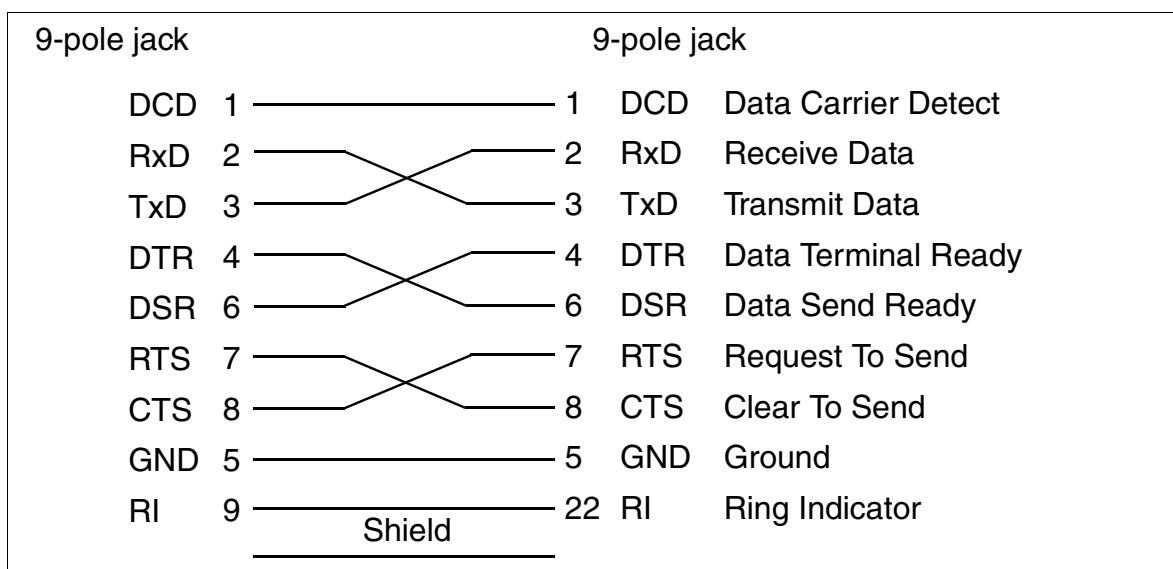 9-pole jack 9-pole jack
DCD 1 1 DCD Data Carrier Detect
RxD 2 2 RxD Receive Data
TxD 3 3 TxD Transmit Data
DTR 4 4 DTR Data Terminal Ready
DSR 6 6 DSR Data Send Ready
RTS 7 7 RTS Request To Send
CTS 8 8 CTS Clear To Send
GND 5 5 GND Ground
RI 9 22 RI Ring Indicator
Shield